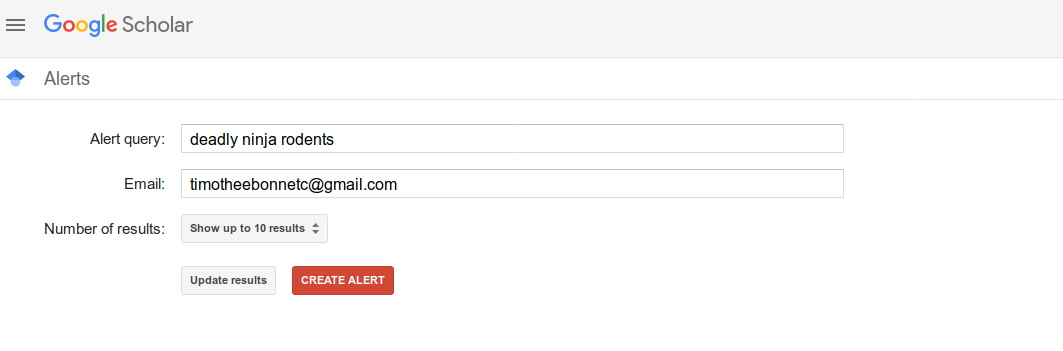 Google Scholar
Alerts
Alert query: deadly ninja rodents
Email: timotheebonnetc@gmail.com
Number of results: Show up to 10 results
Update results CREATE ALERT